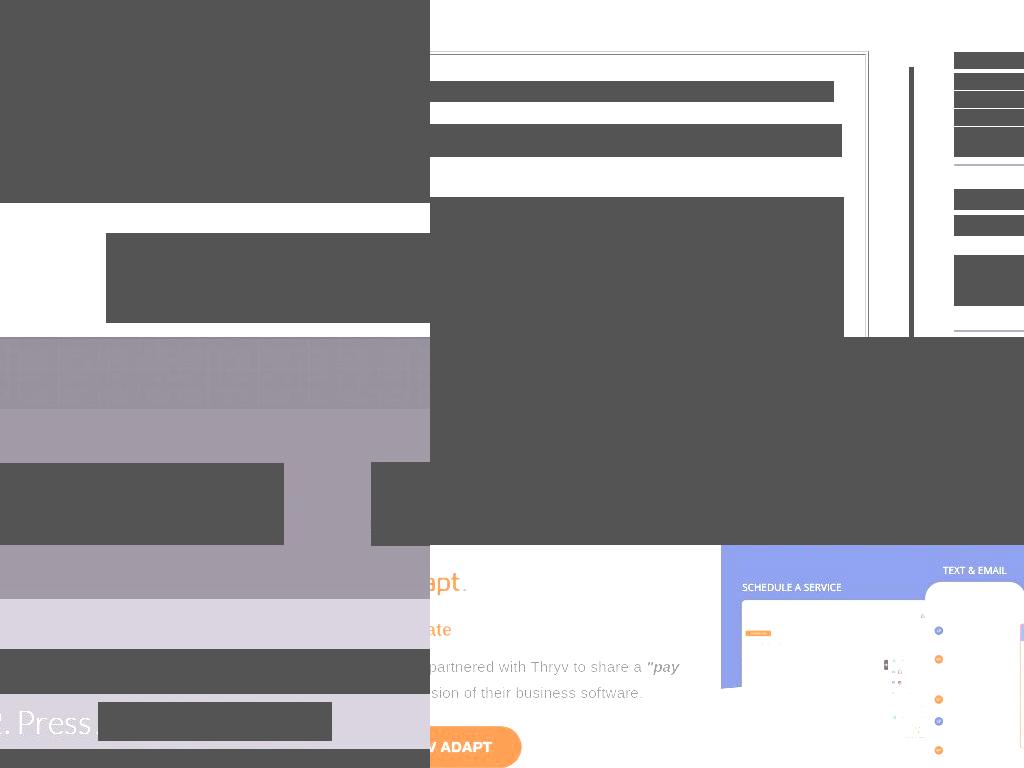 . Press
apt.
ate
partnered with Thryv to share a "pay
sion of their business software.
V ADAPT
SCHEDULE A SERVICE
TEXT & EMAIL